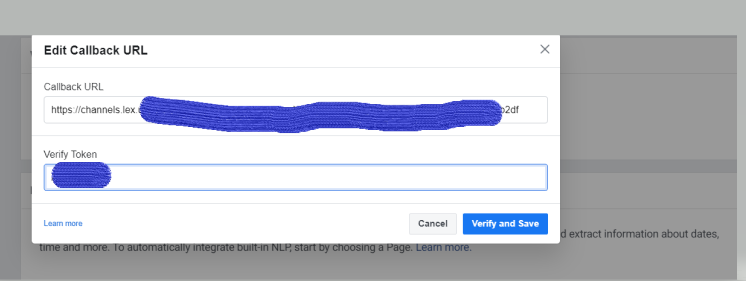 Edit Callback URL
Callback URL
https://channels.lex. b2df
Verify Token
Learn more
Cancel
Verify and Save
d extract information about dates,
time and more. To automatically integrate built-in NLP, start by choosing a Page. Learn more.